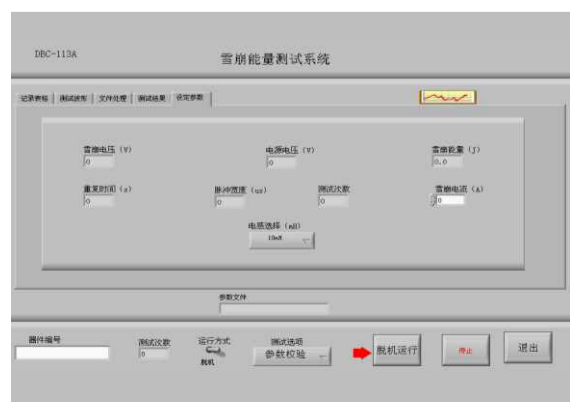 DBC-113A
雪崩能量测试系统
记录表格 测试波形 文件处理 测试结果 设定参数
雪崩电压 (V) 电源电压 (V) 雪崩能量 (J)
0 0 0.0
重复时间 (s) 脉冲宽度 (us) 测试次数 雪崩电流 (A)
0 0 0 0
电感选择 (mH)
10mH
参数文件
器件编号 测试次数 运行方式 测试选项
0 脱机 参数校验 脱机运行 停止 退出